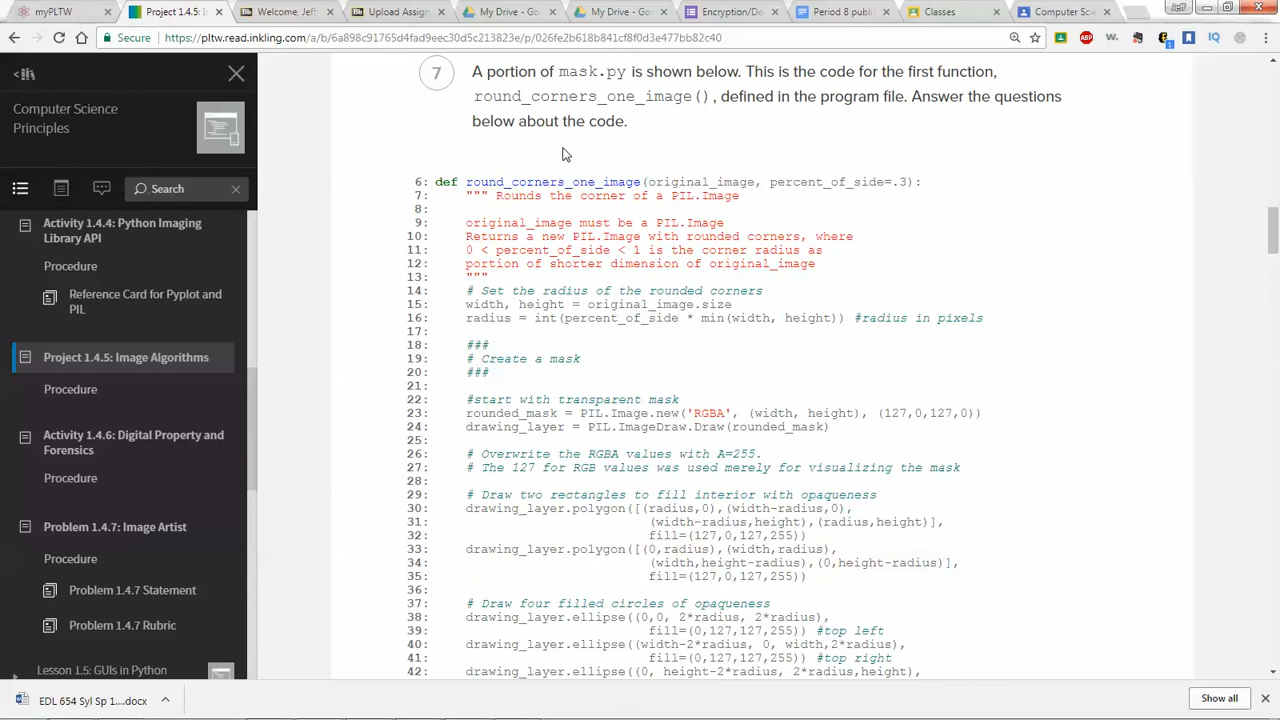 myPLTW
Project 1.4.5: In
Welcome, Jeff
Upload Assign
My Drive - Go
My Drive - Go
Encryption/De
Period 8 publi
Classes
Computer Scie
Secure https://pltw.read.inkling.com/a/b/6a898c91765d4fad9eec30d5c213823e/p/026fe2b618b841cf8f0d3e477bb82c40
Computer Science
Principles
Search
Activity 1.4.4: Python Imaging
Library API
Procedure
Reference Card for Pyplot and
PIL
Project 1.4.5: Image Algorithms
Procedure
Activity 1.4.6: Digital Property and
Forensics
Procedure
Problem 1.4.7: Image Artist
Procedure
Problem 1.4.7 Statement
Problem 1.4.7 Rubric
Lesson 1.5: GUIs in Python
7 A portion of mask.py is shown below. This is the code for the first function,
round_corners_one_image(), defined in the program file. Answer the questions
below about the code.
6: def round_corners_one_image(original_image, percent_of_side=.3):
7: """ Rounds the corner of a PIL.Image
8:
9: original_image must be a PIL.Image
10: Returns a new PIL.Image with rounded corners, where
11: 0 < percent_of_side < 1 is the corner radius as
12: portion of shorter dimension of original_image
13: """
14: # Set the radius of the rounded corners
15: width, height = original_image.size
16: radius = int(percent_of_side * min(width, height)) #radius in pixels
17:
18: ###
19: # Create a mask
20: ###
21:
22: #start with transparent mask
23: rounded_mask = PIL.Image.new('RGBA', (width, height), (127,0,127,0))
24: drawing_layer = PIL.ImageDraw.Draw(rounded_mask)
25:
26: # Overwrite the RGBA values with A=255.
27: # The 127 for RGB values was used merely for visualizing the mask
28:
29: # Draw two rectangles to fill interior with opaqueness
30: drawing_layer.polygon([(radius,0),(width-radius,0),
31: (width-radius,height),(radius,height)],
32: fill=(127,0,127,255))
33: drawing_layer.polygon([(0,radius),(width,radius),
34: (width,height-radius),(0,height-radius)],
35: fill=(127,0,127,255))
36:
37: # Draw four filled circles of opaqueness
38: drawing_layer.ellipse((0,0, 2*radius, 2*radius),
39: fill=(0,127,127,255)) #top left
40: drawing_layer.ellipse((width-2*radius, 0, width,2*radius),
41: fill=(0,127,127,255)) #top right
42: drawing_layer.ellipse((0, height-2*radius, 2*radius,height),
EDL 654 Syl Sp 1....docx
Show all